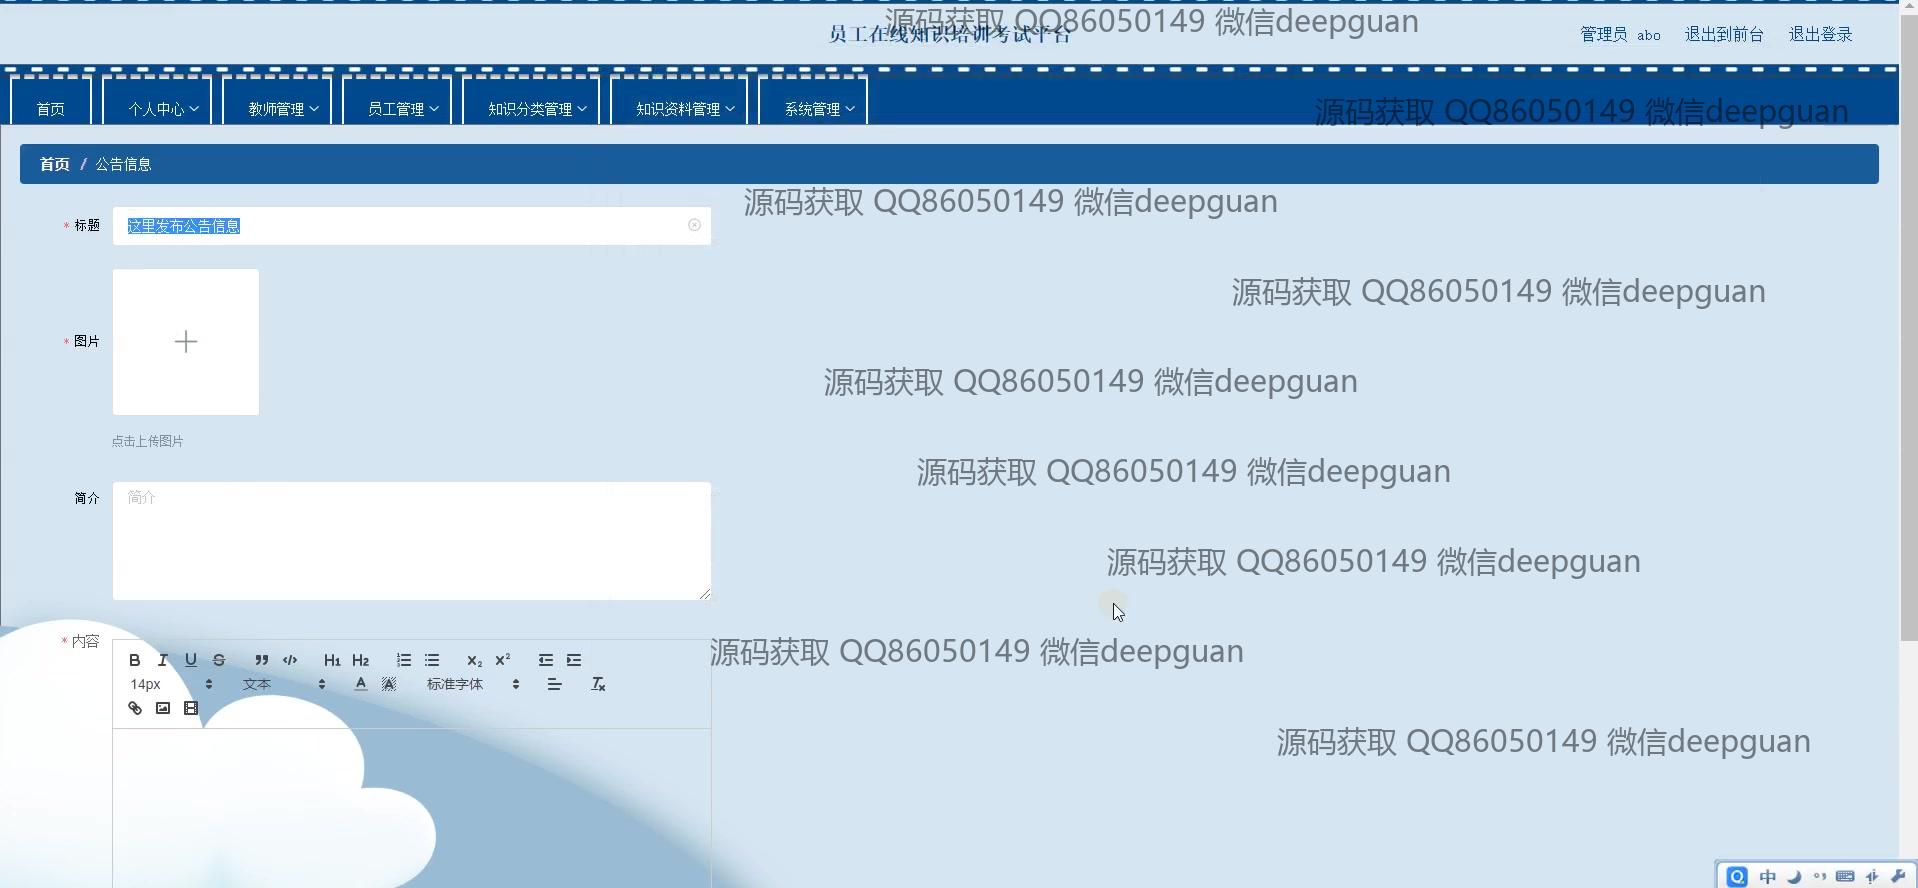 源码获取 QQ86050149 微信deepguan
员工在线知识培训考试平台
管理员 abo 退出到前台 退出登录
首页 个人中心 教师管理 员工管理 知识分类管理 知识资料管理 系统管理
源码获取 QQ86050149 微信deepguan
首页 / 公告信息
源码获取 QQ86050149 微信deepguan
* 标题 这里发布公告信息
源码获取 QQ86050149 微信deepguan
* 图片
源码获取 QQ86050149 微信deepguan
点击上传图片
源码获取 QQ86050149 微信deepguan
简介 简介
源码获取 QQ86050149 微信deepguan
* 内容
源码获取 QQ86050149 微信deepguan
B I U S ” </> H1 H2 x₂ x²
14px 文本 A A 标准字体 Tx
源码获取 QQ86050149 微信deepguan
中